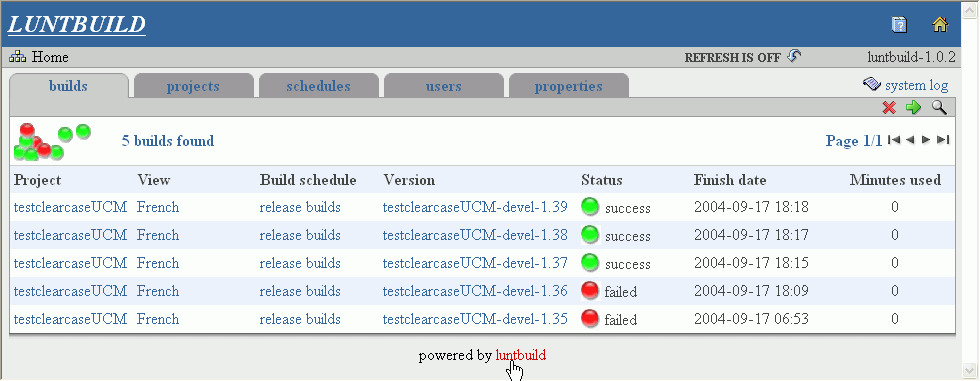 LUNTBUILD
Home REFRESH IS OFF luntbuild-1.0.2
builds projects schedules users properties system log
5 builds found Page 1/1
Project View Build schedule Version Status Finish date Minutes used
testclearcaseUCM French release builds testclearcaseUCM-devel-1.39 success 2004-09-17 18:18 0
testclearcaseUCM French release builds testclearcaseUCM-devel-1.38 success 2004-09-17 18:17 0
testclearcaseUCM French release builds testclearcaseUCM-devel-1.37 success 2004-09-17 18:15 0
testclearcaseUCM French release builds testclearcaseUCM-devel-1.36 failed 2004-09-17 18:09 0
testclearcaseUCM French release builds testclearcaseUCM-devel-1.35 failed 2004-09-17 06:53 0
powered by luntbuild